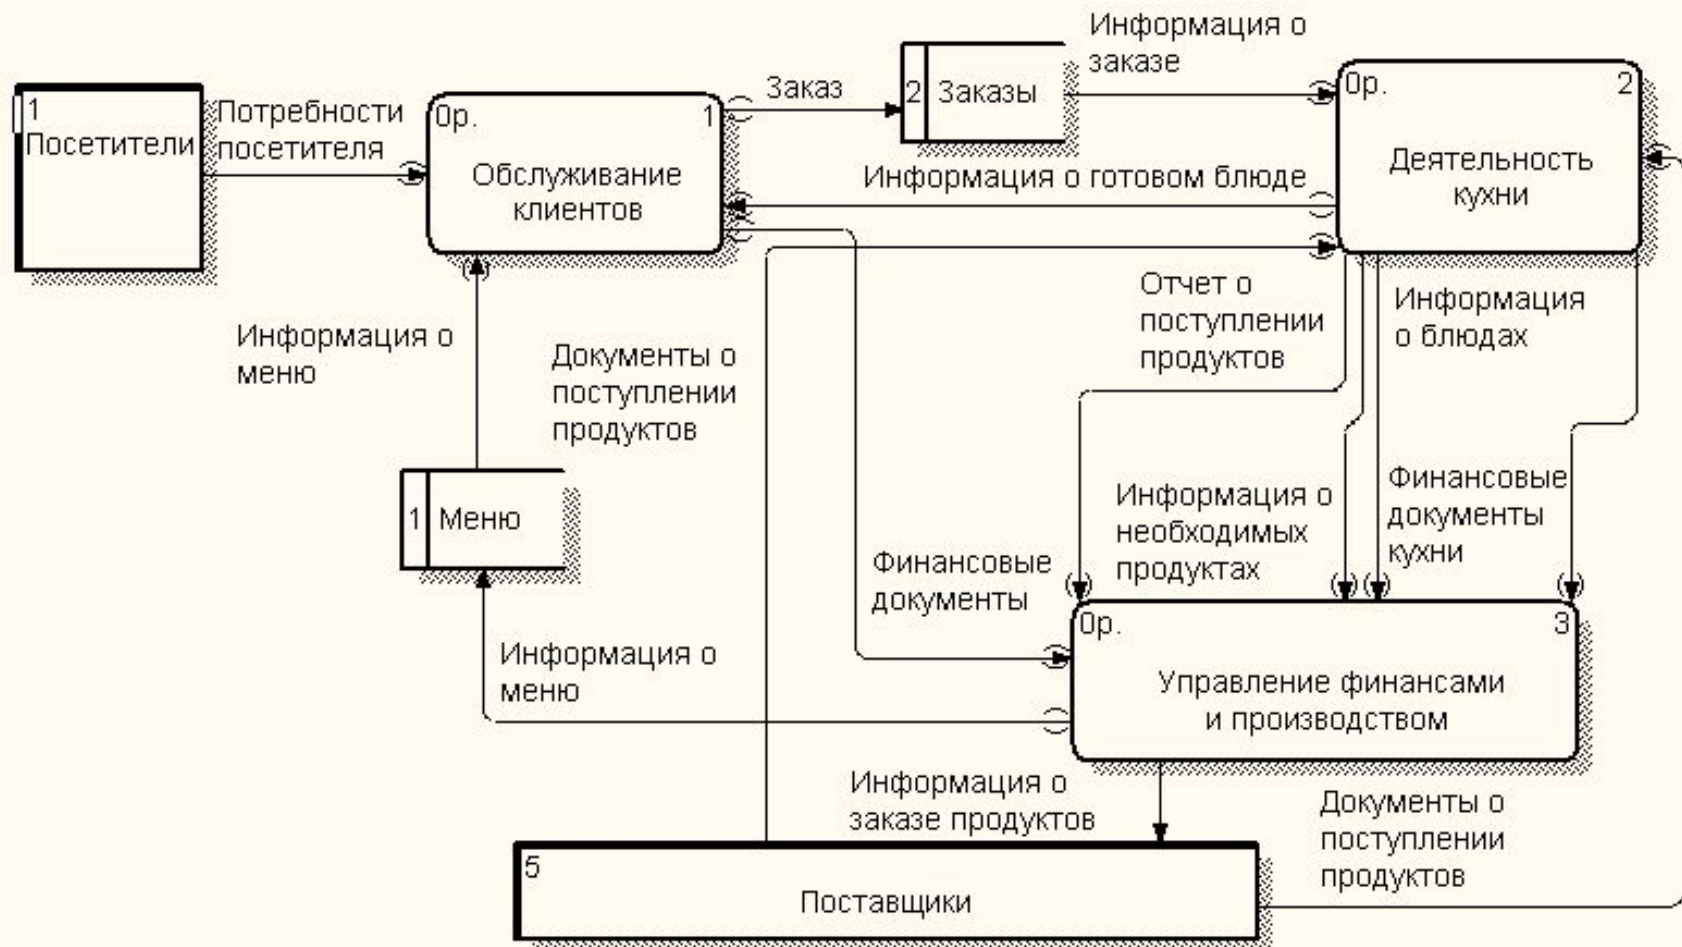 Информация о
заказе
1
Посетители
Потребности
посетителя
0р.
1
Обслуживание
клиентов
Заказ
2
Заказы
0р.
2
Деятельность
кухни
Информация о готовом блюде
Информация о
меню
Документы о
поступлении
продуктов
Отчет о
поступлении
продуктов
Информация
о блюдах
1
Меню
Информация о
необходимых
продуктах
Финансовые
документы
кухни
Финансовые
документы
0р.
3
Управление финансами
и производством
Информация о
меню
Информация о
заказе продуктов
Документы о
поступлении
продуктов
5
Поставщики